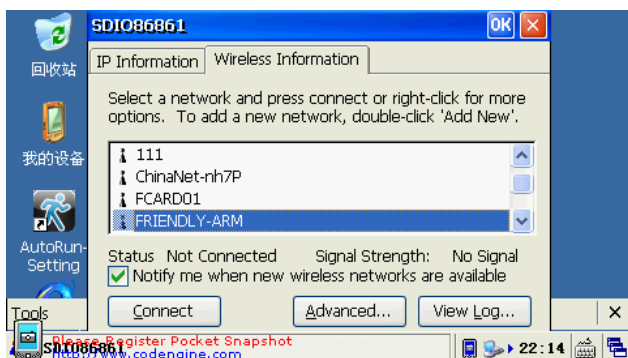 SDIO86861
OK
回收站
IP Information
Wireless Information
Select a network and press connect or right-click for more
options. To add a new network, double-click 'Add New'.
我的设备
111
ChinaNet-nh7P
FCARD01
FRIENDLY-ARM
AutoRun-
Setting
Status Not Connected Signal Strength: No Signal
Notify me when new wireless networks are available
Connect
Advanced...
View Log...
Tools
Please Register Pocket Snapshot
SDIO86861
http://www.codengine.com
22:14